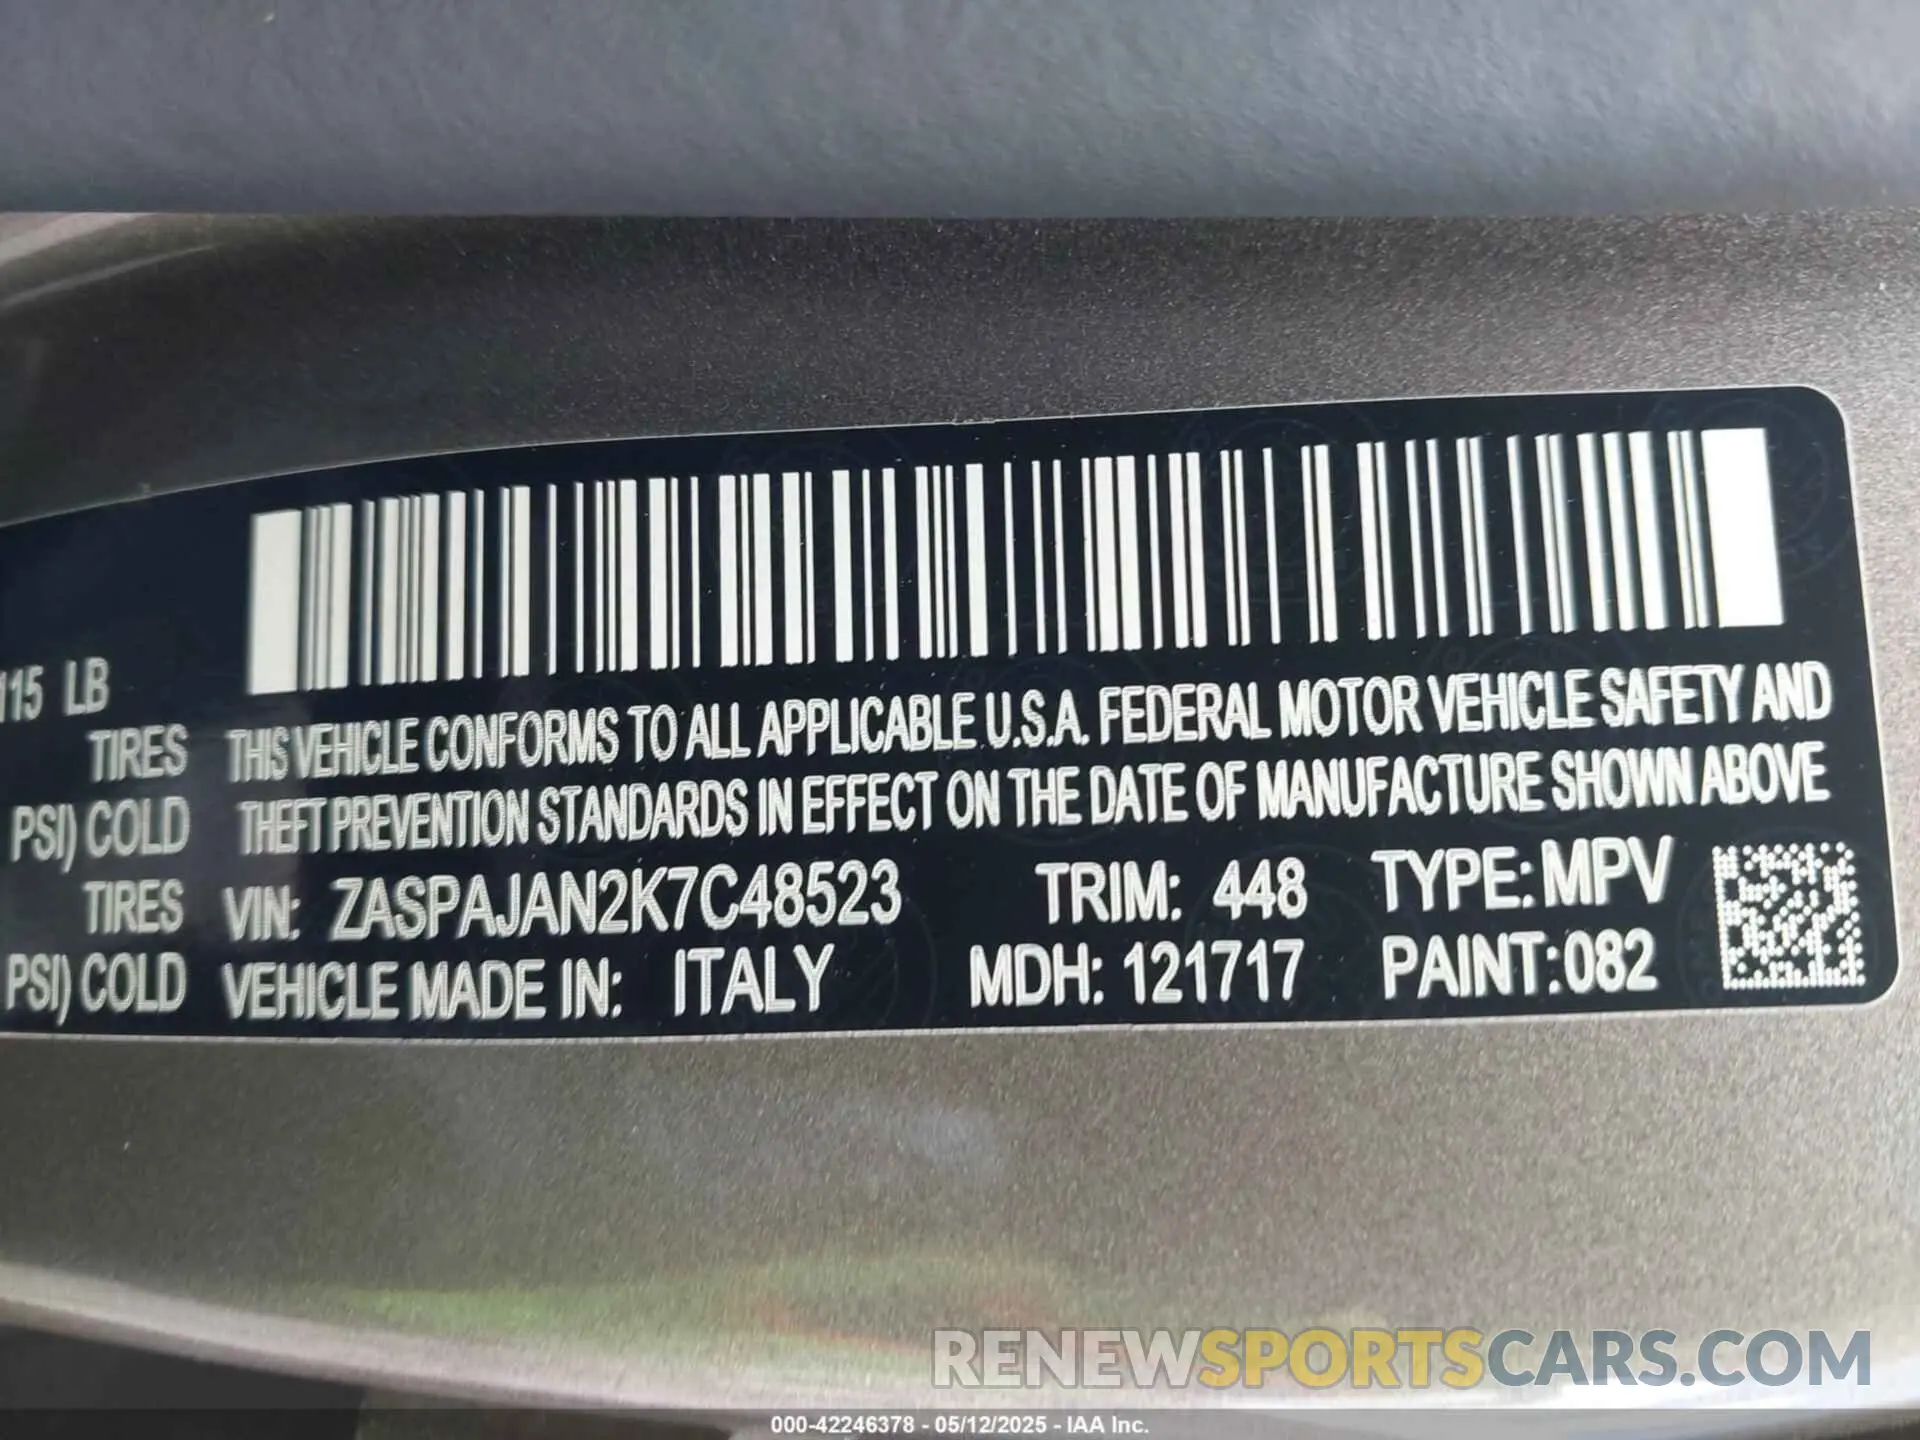 115 LB
TIRES
PSI) COLD
TIRES
PSI) COLD
THIS VEHICLE CONFORMS TO ALL APPLICABLE U.S.A. FEDERAL MOTOR VEHICLE SAFETY AND
THEFT PREVENTION STANDARDS IN EFFECT ON THE DATE OF MANUFACTURE SHOWN ABOVE
VIN: ZASPAJAN2K7C48523 TRIM: 448 TYPE: MPV
VEHICLE MADE IN: ITALY MDH: 121717 PAINT:082
RENEWSPORTSCARS.COM
000-42246378 - 05/12/2025 - IAA Inc.